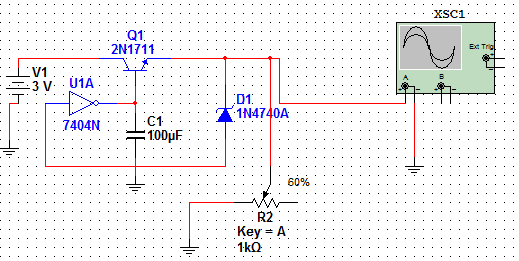 XSC1
Ext Trig
+
A
B
+
+
Q1
2N1711
V1
3 V
U1A
7404N
C1
100µF
D1
1N4740A
60%
R2
Key = A
1kΩ